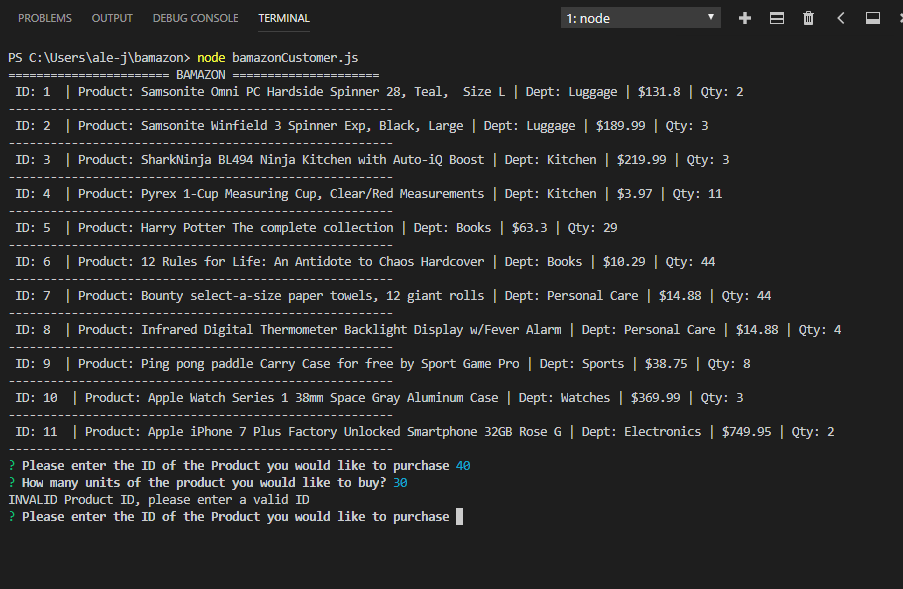 PROBLEMS OUTPUT DEBUG CONSOLE TERMINAL 1: node
PS C:\Users\ale-j\bamazon> node bamazonCustomer.js
======================= BAMAZON =====================
ID: 1 | Product: Samsonite Omni PC Hardside Spinner 28, Teal,  Size L | Dept: Luggage | $131.8 | Qty: 2
-------------------------------------------------------
ID: 2 | Product: Samsonite Winfield 3 Spinner Exp, Black, Large | Dept: Luggage | $189.99 | Qty: 3
-------------------------------------------------------
ID: 3 | Product: SharkNinja BL494 Ninja Kitchen with Auto-iQ Boost | Dept: Kitchen | $219.99 | Qty: 3
-------------------------------------------------------
ID: 4 | Product: Pyrex 1-Cup Measuring Cup, Clear/Red Measurements | Dept: Kitchen | $3.97 | Qty: 11
-------------------------------------------------------
ID: 5 | Product: Harry Potter The complete collection | Dept: Books | $63.3 | Qty: 29
-------------------------------------------------------
ID: 6 | Product: 12 Rules for Life: An Antidote to Chaos Hardcover | Dept: Books | $10.29 | Qty: 44
-------------------------------------------------------
ID: 7 | Product: Bounty select-a-size paper towels, 12 giant rolls | Dept: Personal Care | $14.88 | Qty: 44
-------------------------------------------------------
ID: 8 | Product: Infrared Digital Thermometer Backlight Display w/Fever Alarm | Dept: Personal Care | $14.88 | Qty: 4
-------------------------------------------------------
ID: 9 | Product: Ping pong paddle Carry Case for free by Sport Game Pro | Dept: Sports | $38.75 | Qty: 8
-------------------------------------------------------
ID: 10 | Product: Apple Watch Series 1 38mm Space Gray Aluminum Case | Dept: Watches | $369.99 | Qty: 3
-------------------------------------------------------
ID: 11 | Product: Apple iPhone 7 Plus Factory Unlocked Smartphone 32GB Rose G | Dept: Electronics | $749.95 | Qty: 2
-------------------------------------------------------
? Please enter the ID of the Product you would like to purchase 40
? How many units of the product you would like to buy? 30
INVALID Product ID, please enter a valid ID
? Please enter the ID of the Product you would like to purchase